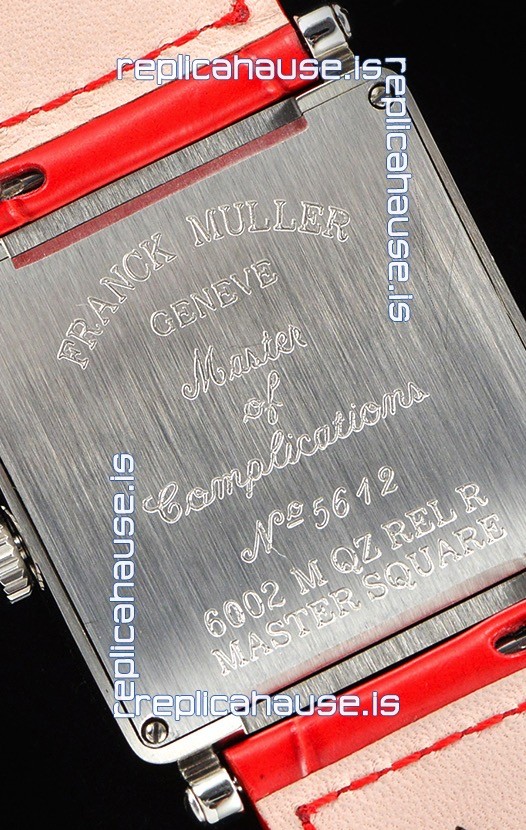 replicahause.is
replicahause.is
FRANCK MULLER
GENEVE
Master
of
Complications
No 5612
6002 M QZ REL R
MASTER SQUARE
replicahause.is
replicahause.is